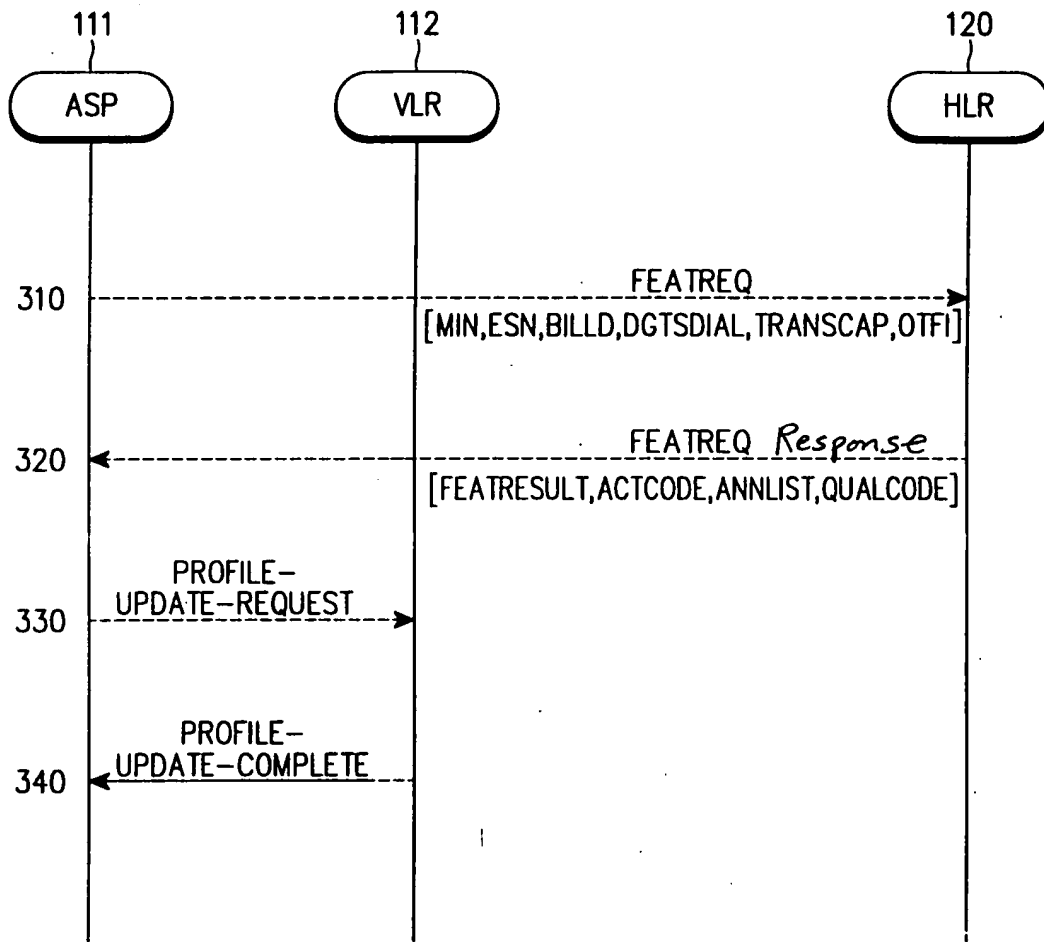 111 112 120
ASP VLR HLR
FEATREQ
310
[MIN,ESN,BILLD,DGTSDIAL,TRANSCAP,OTFI]
FEATREQ Response
320
[FEATRESULT,ACTCODE,ANNLIST,QUALCODE]
PROFILE-
UPDATE-REQUEST
330
PROFILE-
UPDATE-COMPLETE
340